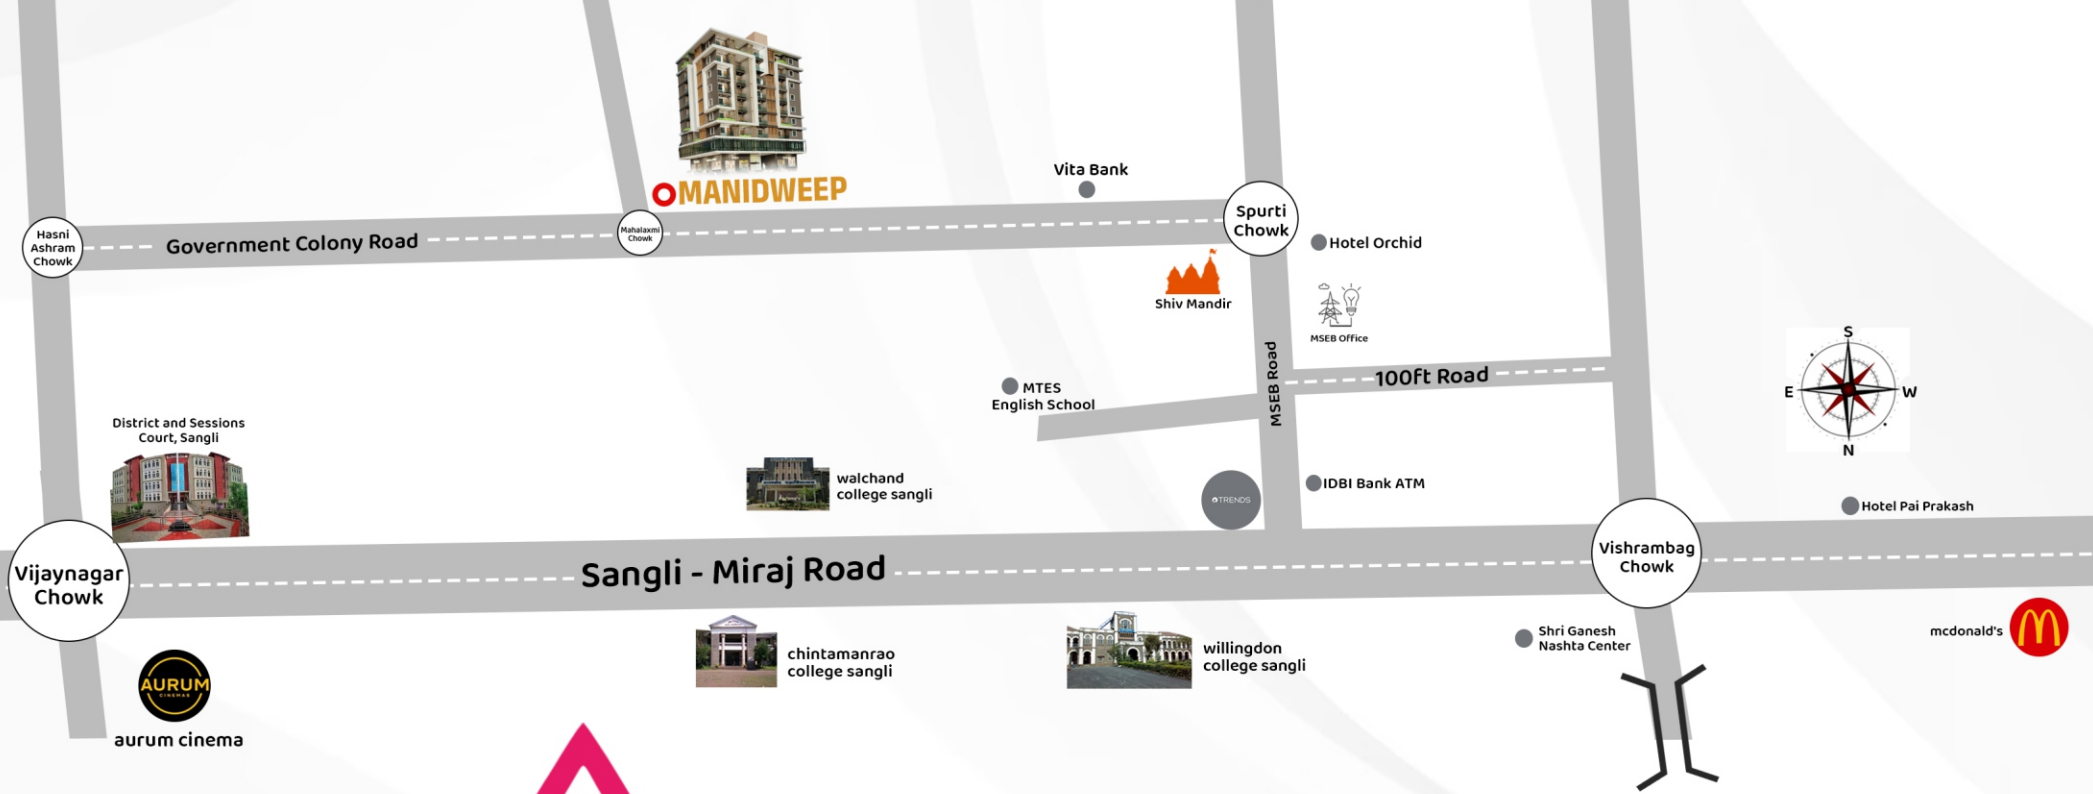 MANIDWEEP
Vita Bank
Spurti
Chowk
Hasni
Ashram
Chowk
Government Colony Road
Mahalaxmi
Chowk
Hotel Orchid
Shiv Mandir
MSEB Office
MSEB Road
100ft Road
MTES
English School
S
E
W
N
District and Sessions
Court, Sangli
walchand
college sangli
TRENDS
IDBI Bank ATM
Hotel Pai Prakash
Vijaynagar
Chowk
Sangli - Miraj Road
Vishrambag
Chowk
chintamanrao
college sangli
willingdon
college sangli
Shri Ganesh
Nashta Center
mcdonald's
AURUM
CINEMAS
aurum cinema